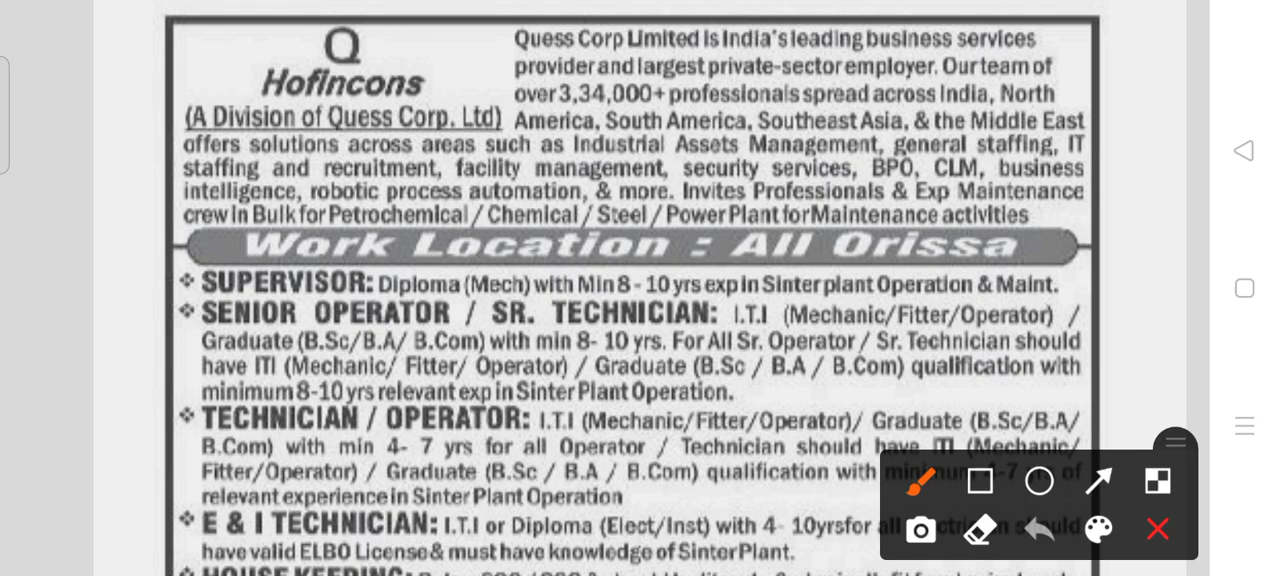 Q
Hofincons
(A Division of Quess Corp. Ltd)
Quess Corp Limited is India's leading business services
provider and largest private-sector employer. Our team of
over 3,34,000+ professionals spread across India, North
America, South America, Southeast Asia, & the Middle East
offers solutions across areas such as Industrial Assets Management, general staffing, IT
staffing and recruitment, facility management, security services, BPO, CLM, business
intelligence, robotic process automation, & more. Invites Professionals & Exp Maintenance
crew in Bulk for Petrochemical / Chemical / Steel / Power Plant for Maintenance activities
Work Location : All Orissa
❖ SUPERVISOR: Diploma (Mech) with Min 8 - 10 yrs exp in Sinter plant Operation & Maint.
❖ SENIOR OPERATOR / SR. TECHNICIAN: I.T.I (Mechanic/Fitter/Operator) /
Graduate (B.Sc/B.A/ B.Com) with min 8- 10 yrs. For All Sr. Operator / Sr. Technician should
have ITI (Mechanic/ Fitter/ Operator) / Graduate (B.Sc / B.A / B.Com) qualification with
minimum 8-10 yrs relevant exp in Sinter Plant Operation.
❖ TECHNICIAN / OPERATOR: I.T.I (Mechanic/Fitter/Operator)/ Graduate (B.Sc/B.A/
B.Com) with min 4- 7 yrs for all Operator / Technician should have ITI (Mechanic/
Fitter/Operator) / Graduate (B.Sc / B.A / B.Com) qualification with minimum 4-7 yrs of
relevant experience in Sinter Plant Operation
❖ E & I TECHNICIAN: I.T.I or Diploma (Elect/Inst) with 4- 10yrs for all Electrician should
have valid ELBO License & must have knowledge of Sinter Plant.
❖ HOUSE KEEPING: